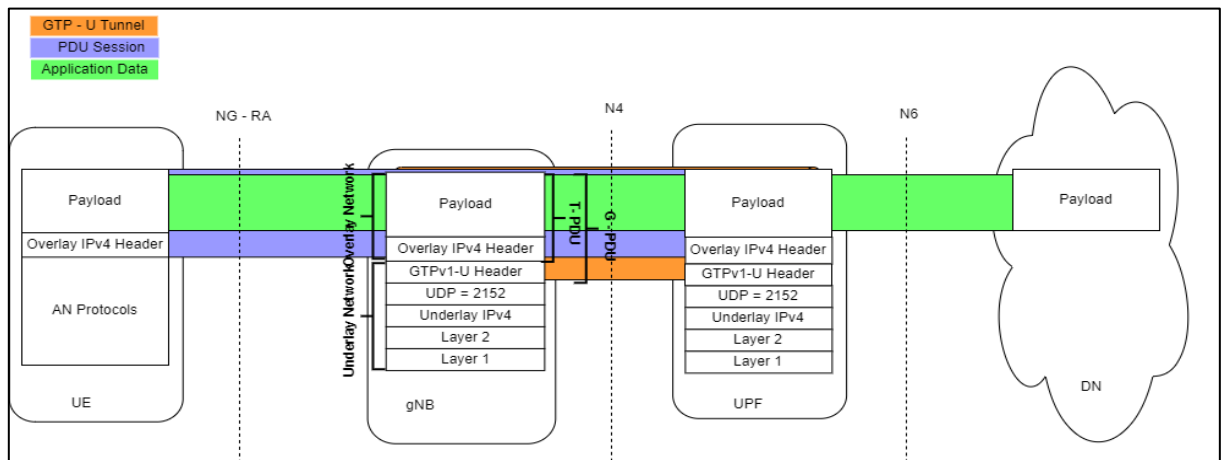 GTP - U Tunnel
PDU Session
Application Data
NG - RA
N4
N6
Payload
Overlay IPv4 Header
AN Protocols
UE
Overlay Network
Underlay Network
Payload
Overlay IPv4 Header
GTPv1-U Header
UDP = 2152
Underlay IPv4
Layer 2
Layer 1
gNB
T- PDU
G - PDU
Payload
Overlay IPv4 Header
GTPv1-U Header
UDP = 2152
Underlay IPv4
Layer 2
Layer 1
UPF
Payload
DN